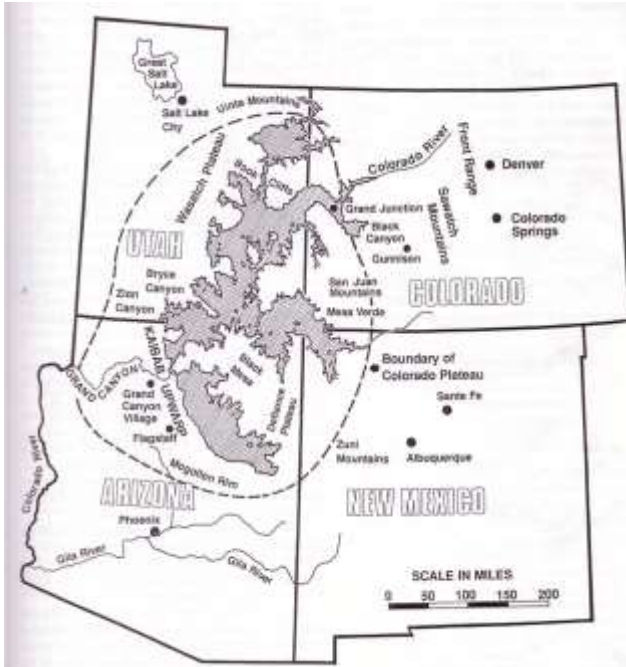 Great
Salt
Lake
Salt Lake
City
Uinta Mountains
Wasatch Plateau
Book
Cliffs
Colorado River
Front Range
Denver
Grand Junction
Sawatch
Mountains
Colorado
Springs
Black
Canyon
Gunnison
UTAH
Bryce
Canyon
Zion
Canyon
San Juan
Mountains
COLORADO
Mesa Verde
KAIBAB UPWARP
Black
Mesa
Boundary of
Colorado Plateau
GRAND CANYON
Grand
Canyon
Village
Defiance
Plateau
Santa Fe
Flagstaff
Zuni
Mountains
Albuquerque
Mogollon Rim
Colorado River
ARIZONA
NEW MEXICO
Phoenix
Gila River
Gila River
SCALE IN MILES
0 50 100 150 200